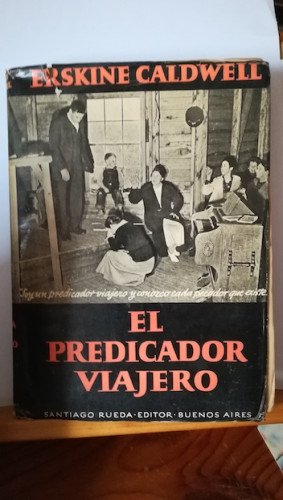 ERSKINE CALDWELL
Soy un predicador viajero y conozco cada pecador que existe.
EL
PREDICADOR
VIAJERO
SANTIAGO RUEDA · EDITOR · BUENOS AIRES